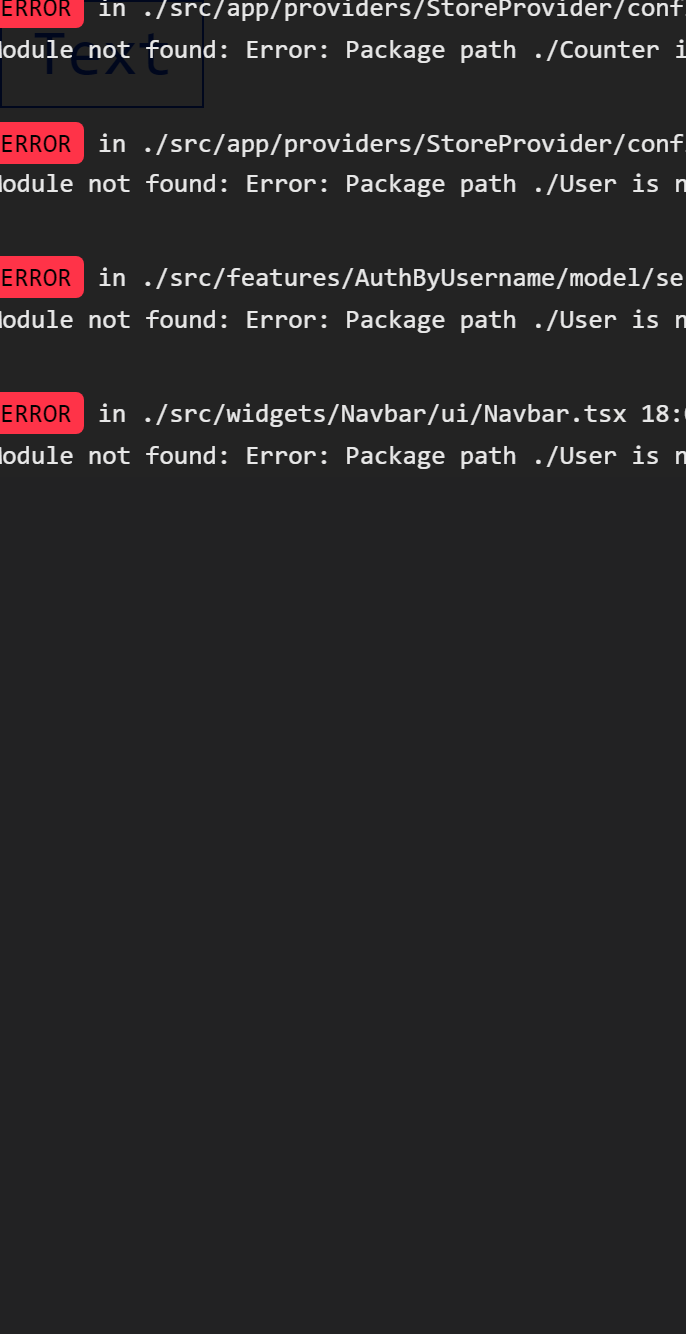 ERROR in ./src/app/providers/StoreProvider/conf
Module not found: Error: Package path ./Counter i
Text
ERROR in ./src/app/providers/StoreProvider/conf
Module not found: Error: Package path ./User is n
ERROR in ./src/features/AuthByUsername/model/se
Module not found: Error: Package path ./User is n
ERROR in ./src/widgets/Navbar/ui/Navbar.tsx 18:
Module not found: Error: Package path ./User is n